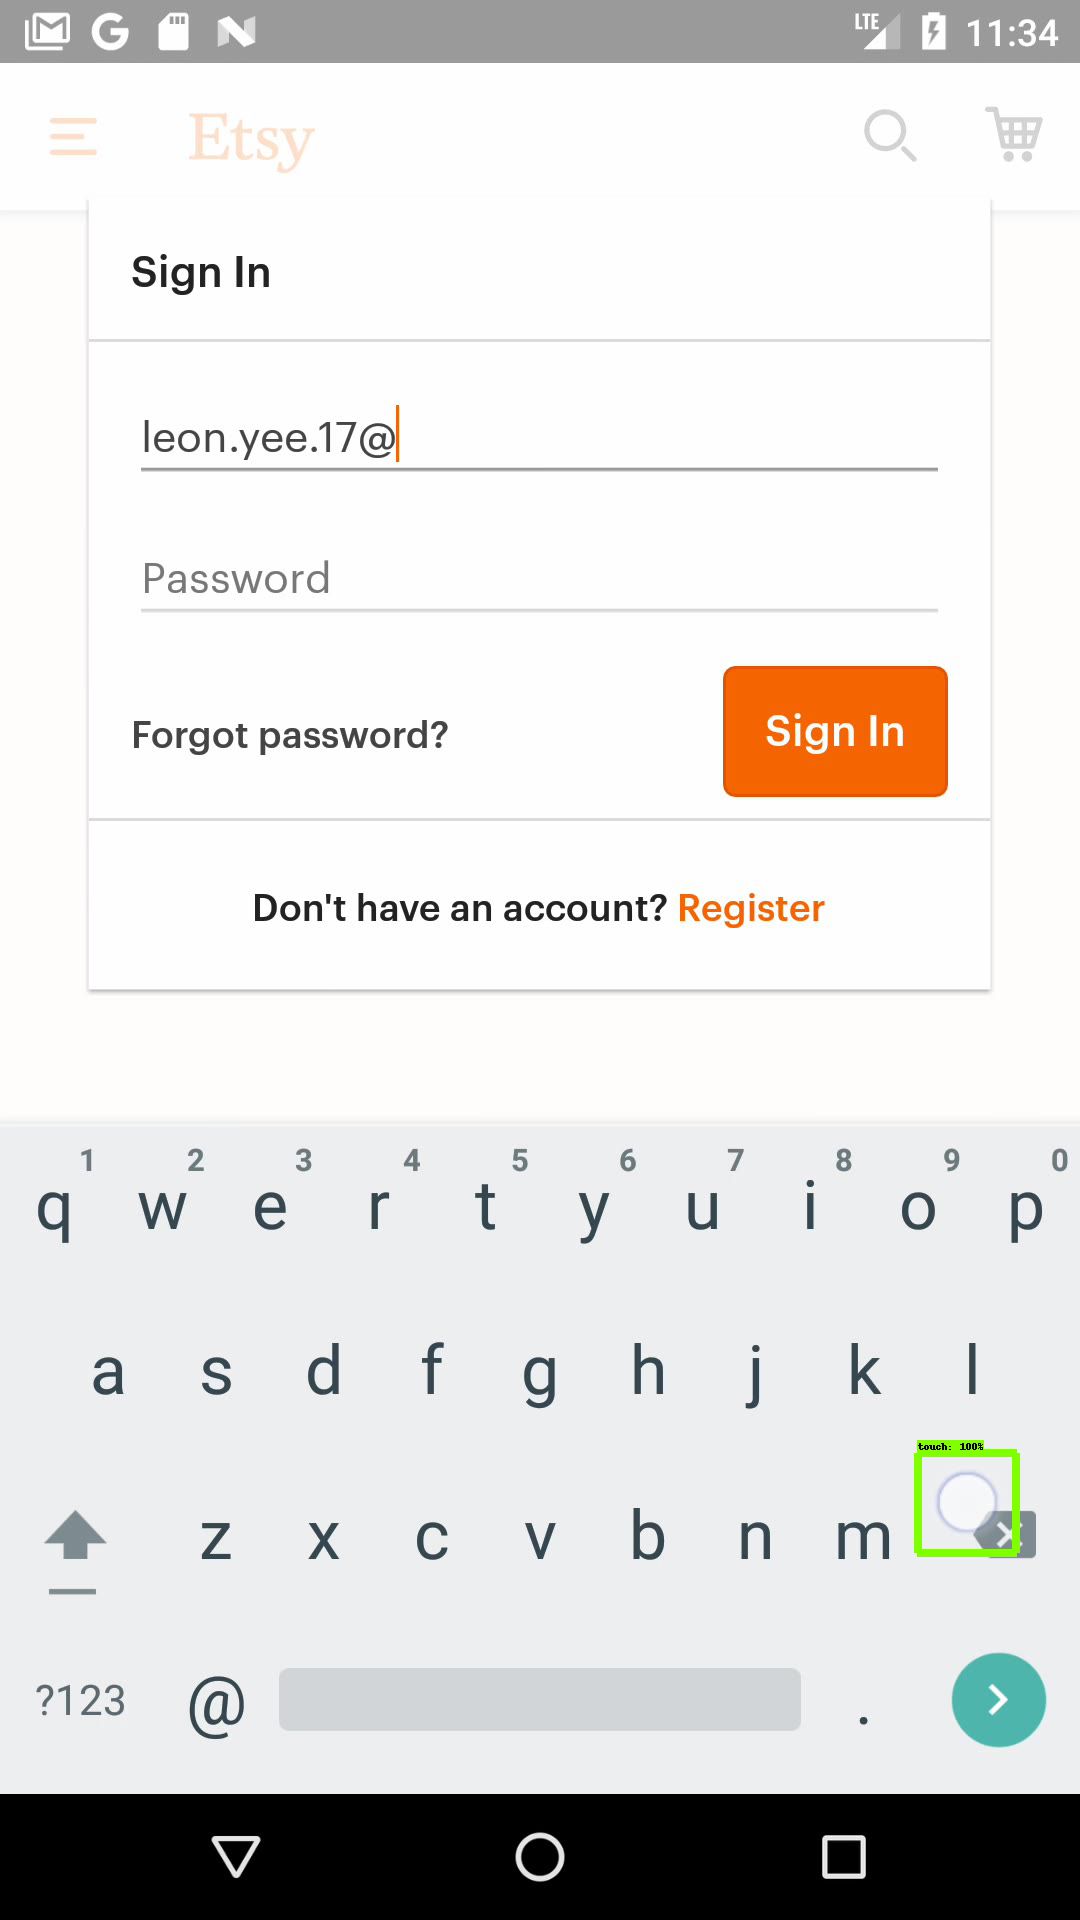 LTE 11:34
Etsy
Sign In
leon.yee.17@
Password
Forgot password? Sign In
Don't have an account? Register
1 2 3 4 5 6 7 8 9 0
q w e r t y u i o p
a s d f g h j k l
touch: 100%
z x c v b n m
?123 @ .